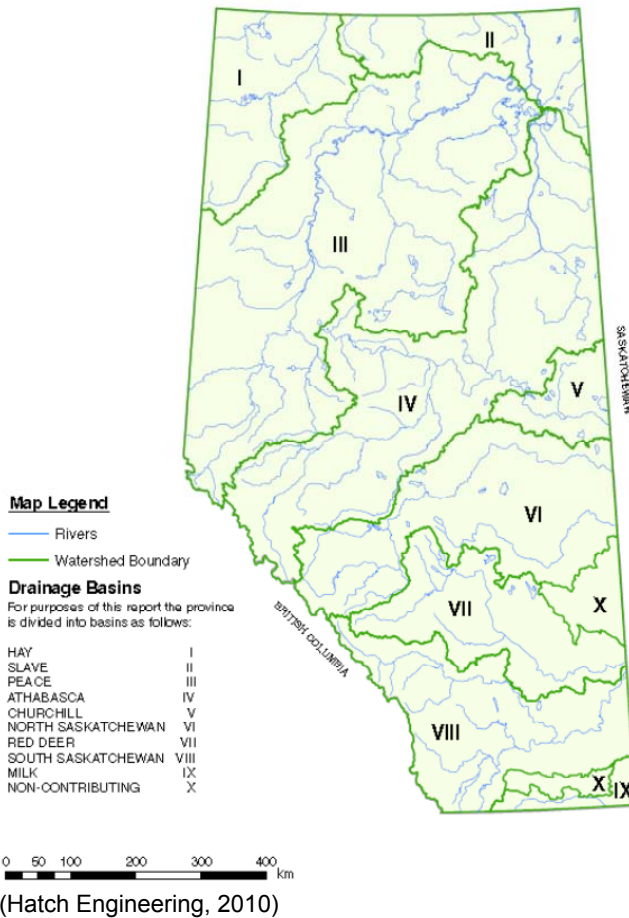 I
II
III
SASKATCHEWAN
IV
V
VI
X
VII
BRITISH COLUMBIA
VIII
X
IX
Map Legend
Rivers
Watershed Boundary
Drainage Basins
For purposes of this report the province
is divided into basins as follows:
HAY I
SLAVE II
PEACE III
ATHABASCA IV
CHURCHILL V
NORTH SASKATCHEWAN VI
RED DEER VII
SOUTH SASKATCHEWAN VIII
MILK IX
NON-CONTRIBUTING X
0 50 100 200 300 400 km
(Hatch Engineering, 2010)